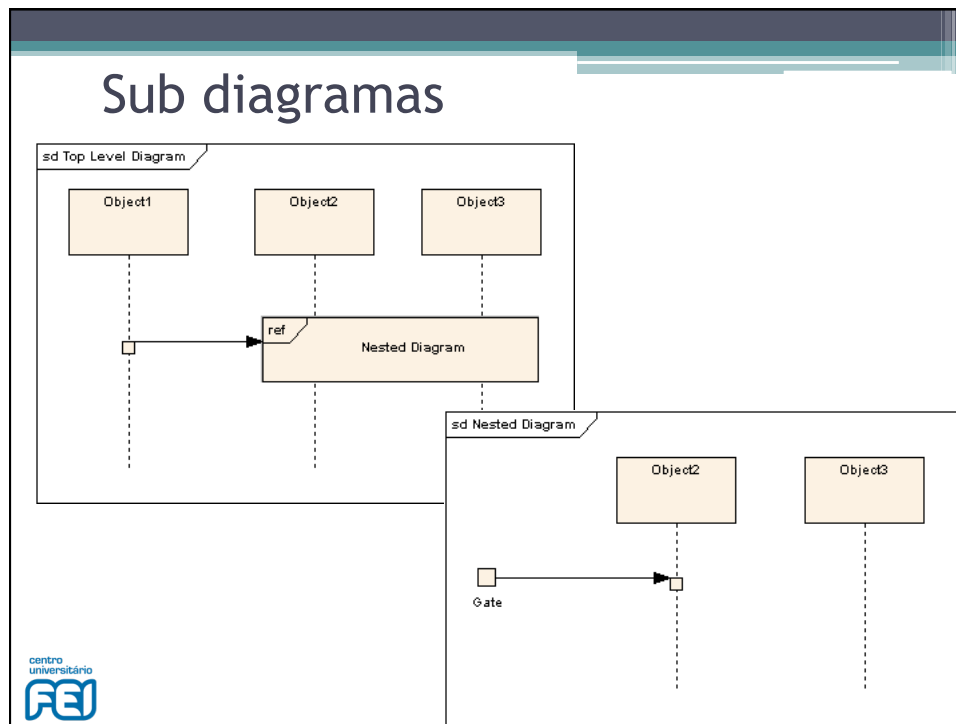 Sub diagramas
sd Top Level Diagram
Object1
Object2
Object3
ref
Nested Diagram
sd Nested Diagram
Object2
Object3
Gate
centro
universitário
FEI